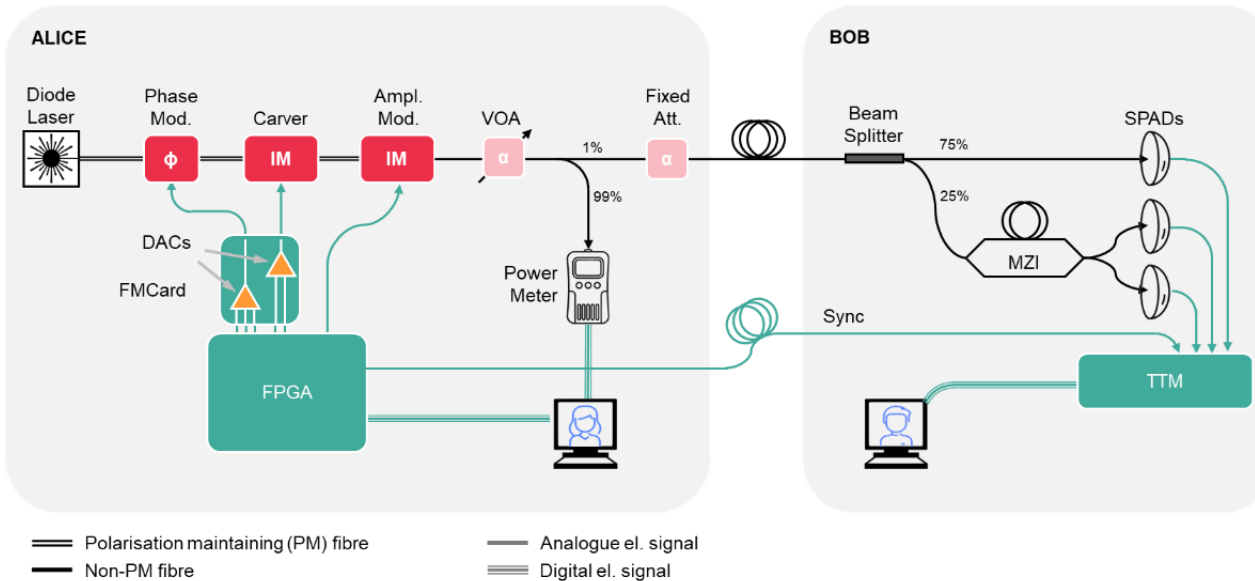 ALICE
BOB
Diode
Laser
Phase
Mod.
Carver
Ampl.
Mod.
VOA
Fixed
Att.
Beam
Splitter
SPADs
ϕ
IM
IM
α
1%
α
75%
99%
25%
DACs
FMCard
Power
Meter
MZI
Sync
FPGA
TTM
Polarisation maintaining (PM) fibre
Non-PM fibre
Analogue el. signal
Digital el. signal